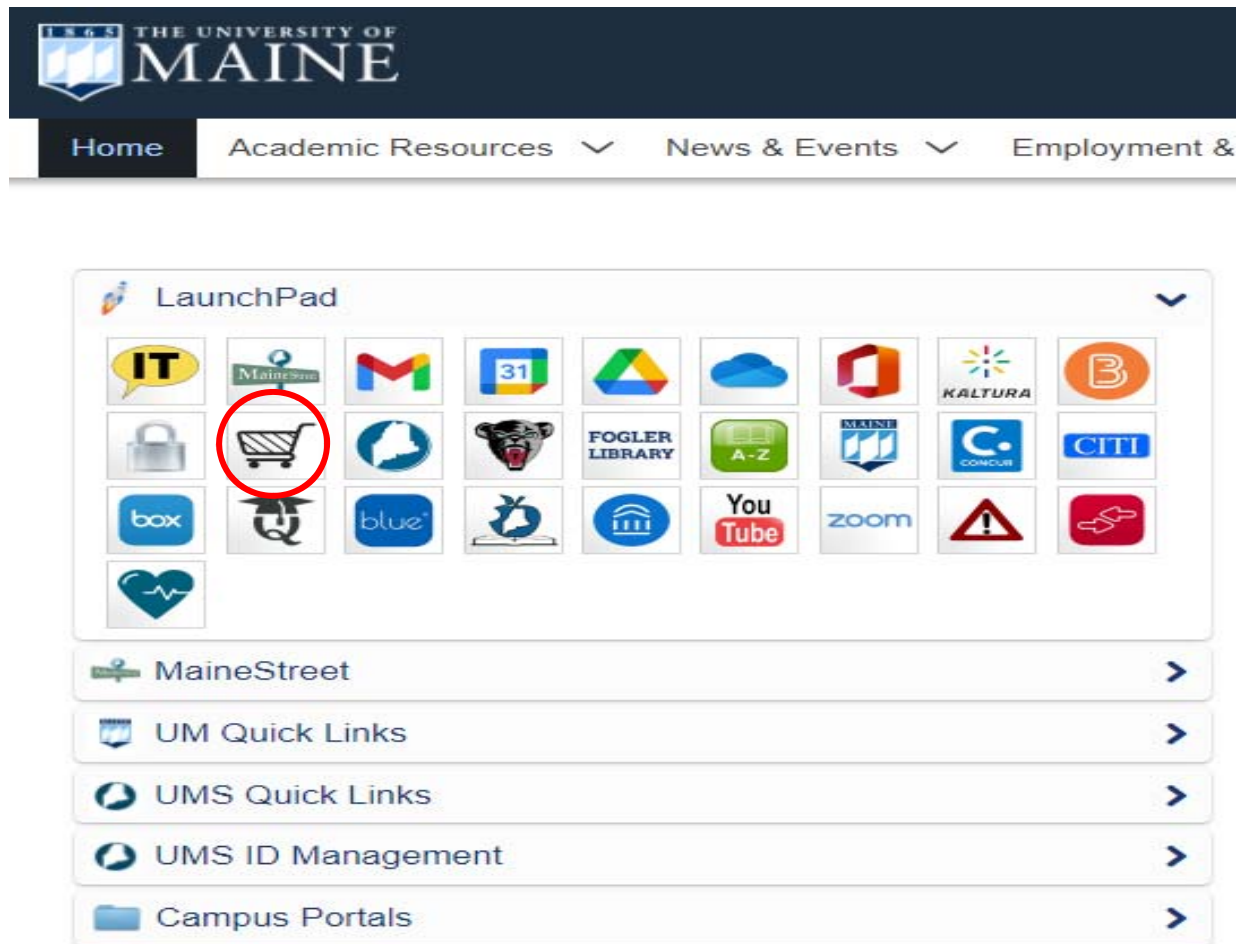 1865 THE UNIVERSITY OF
MAINE
Home Academic Resources News & Events Employment &
LaunchPad
IT MaineStreet 31 KALTURA B
FOGLER LIBRARY A-Z MAINE C. CONCUR CITI
box Q blue You Tube zoom
MaineStreet
UM Quick Links
UMS Quick Links
UMS ID Management
Campus Portals